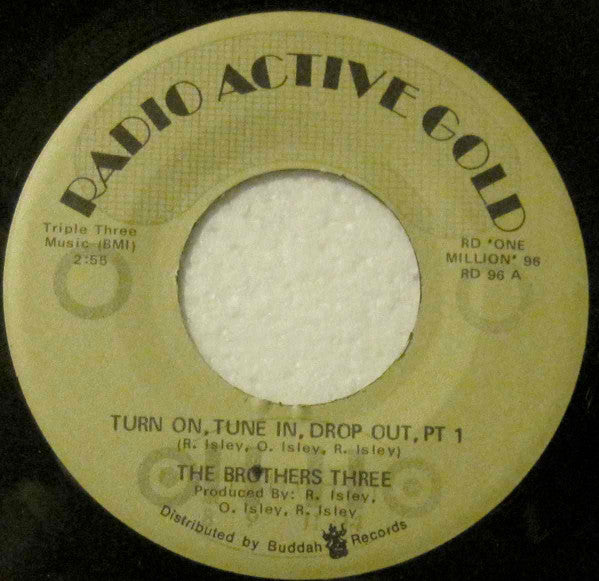 RADIO ACTIVE GOLD
Triple Three
Music (BMI)
2:58
RD 'ONE
MILLION' 96
RD 96 A
TURN ON, TUNE IN, DROP OUT, PT 1
(R. Isley, O. Isley, R. Isley)
THE BROTHERS THREE
Produced By: R. Isley,
O. Isley, R. Isley
Distributed by Buddah Records